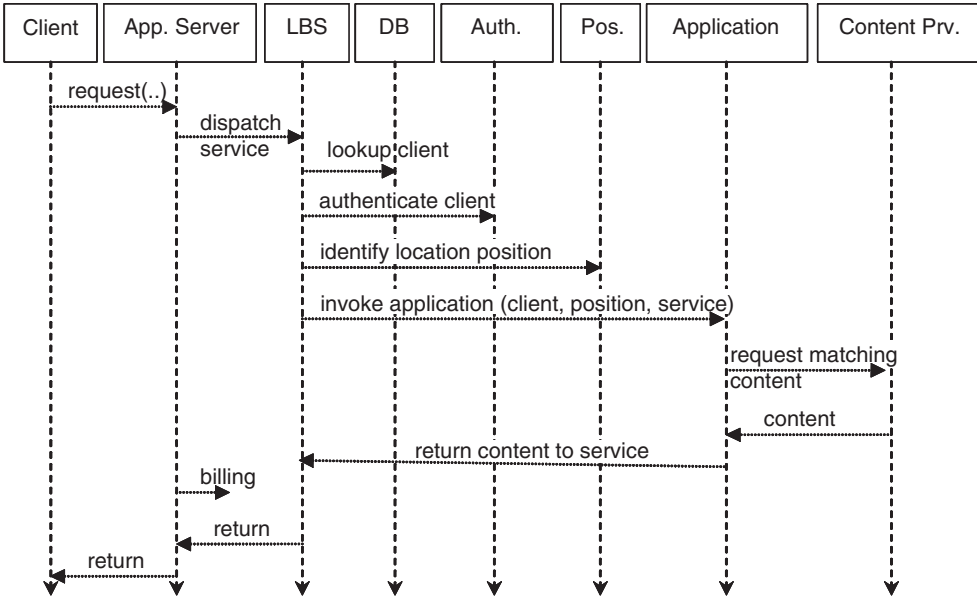 Client
App. Server
LBS
DB
Auth.
Pos.
Application
Content Prv.
request(..)
dispatch
service
lookup client
authenticate client
identify location position
invoke application (client, position, service)
request matching
content
content
return content to service
billing
return
return